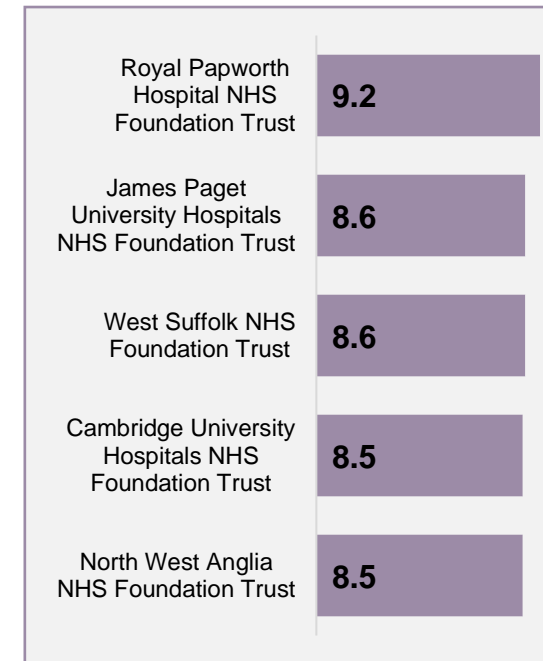 Royal Papworth
Hospital NHS
Foundation Trust
9.2
James Paget
University Hospitals
NHS Foundation Trust
8.6
West Suffolk NHS
Foundation Trust
8.6
Cambridge University
Hospitals NHS
Foundation Trust
8.5
North West Anglia
NHS Foundation Trust
8.5